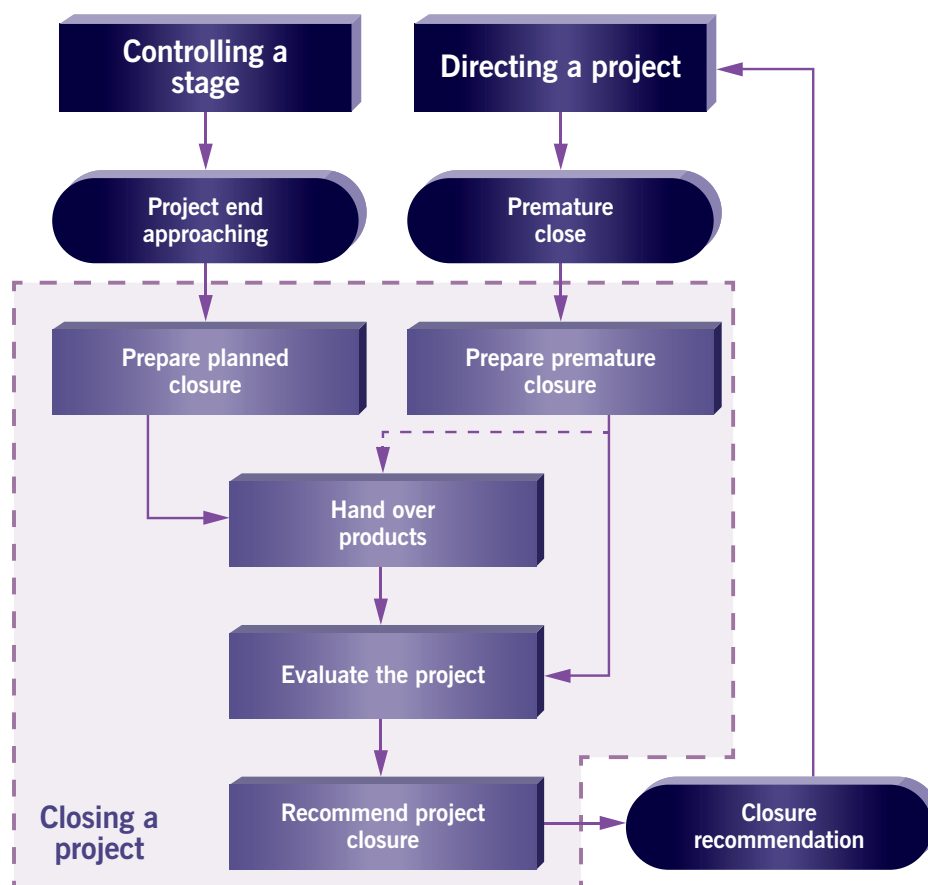 Controlling a
stage
Directing a project
Project end
approaching
Premature
close
Prepare planned
closure
Prepare premature
closure
Hand over
products
Evaluate the project
Recommend project
closure
Closing a
project
Closure
recommendation